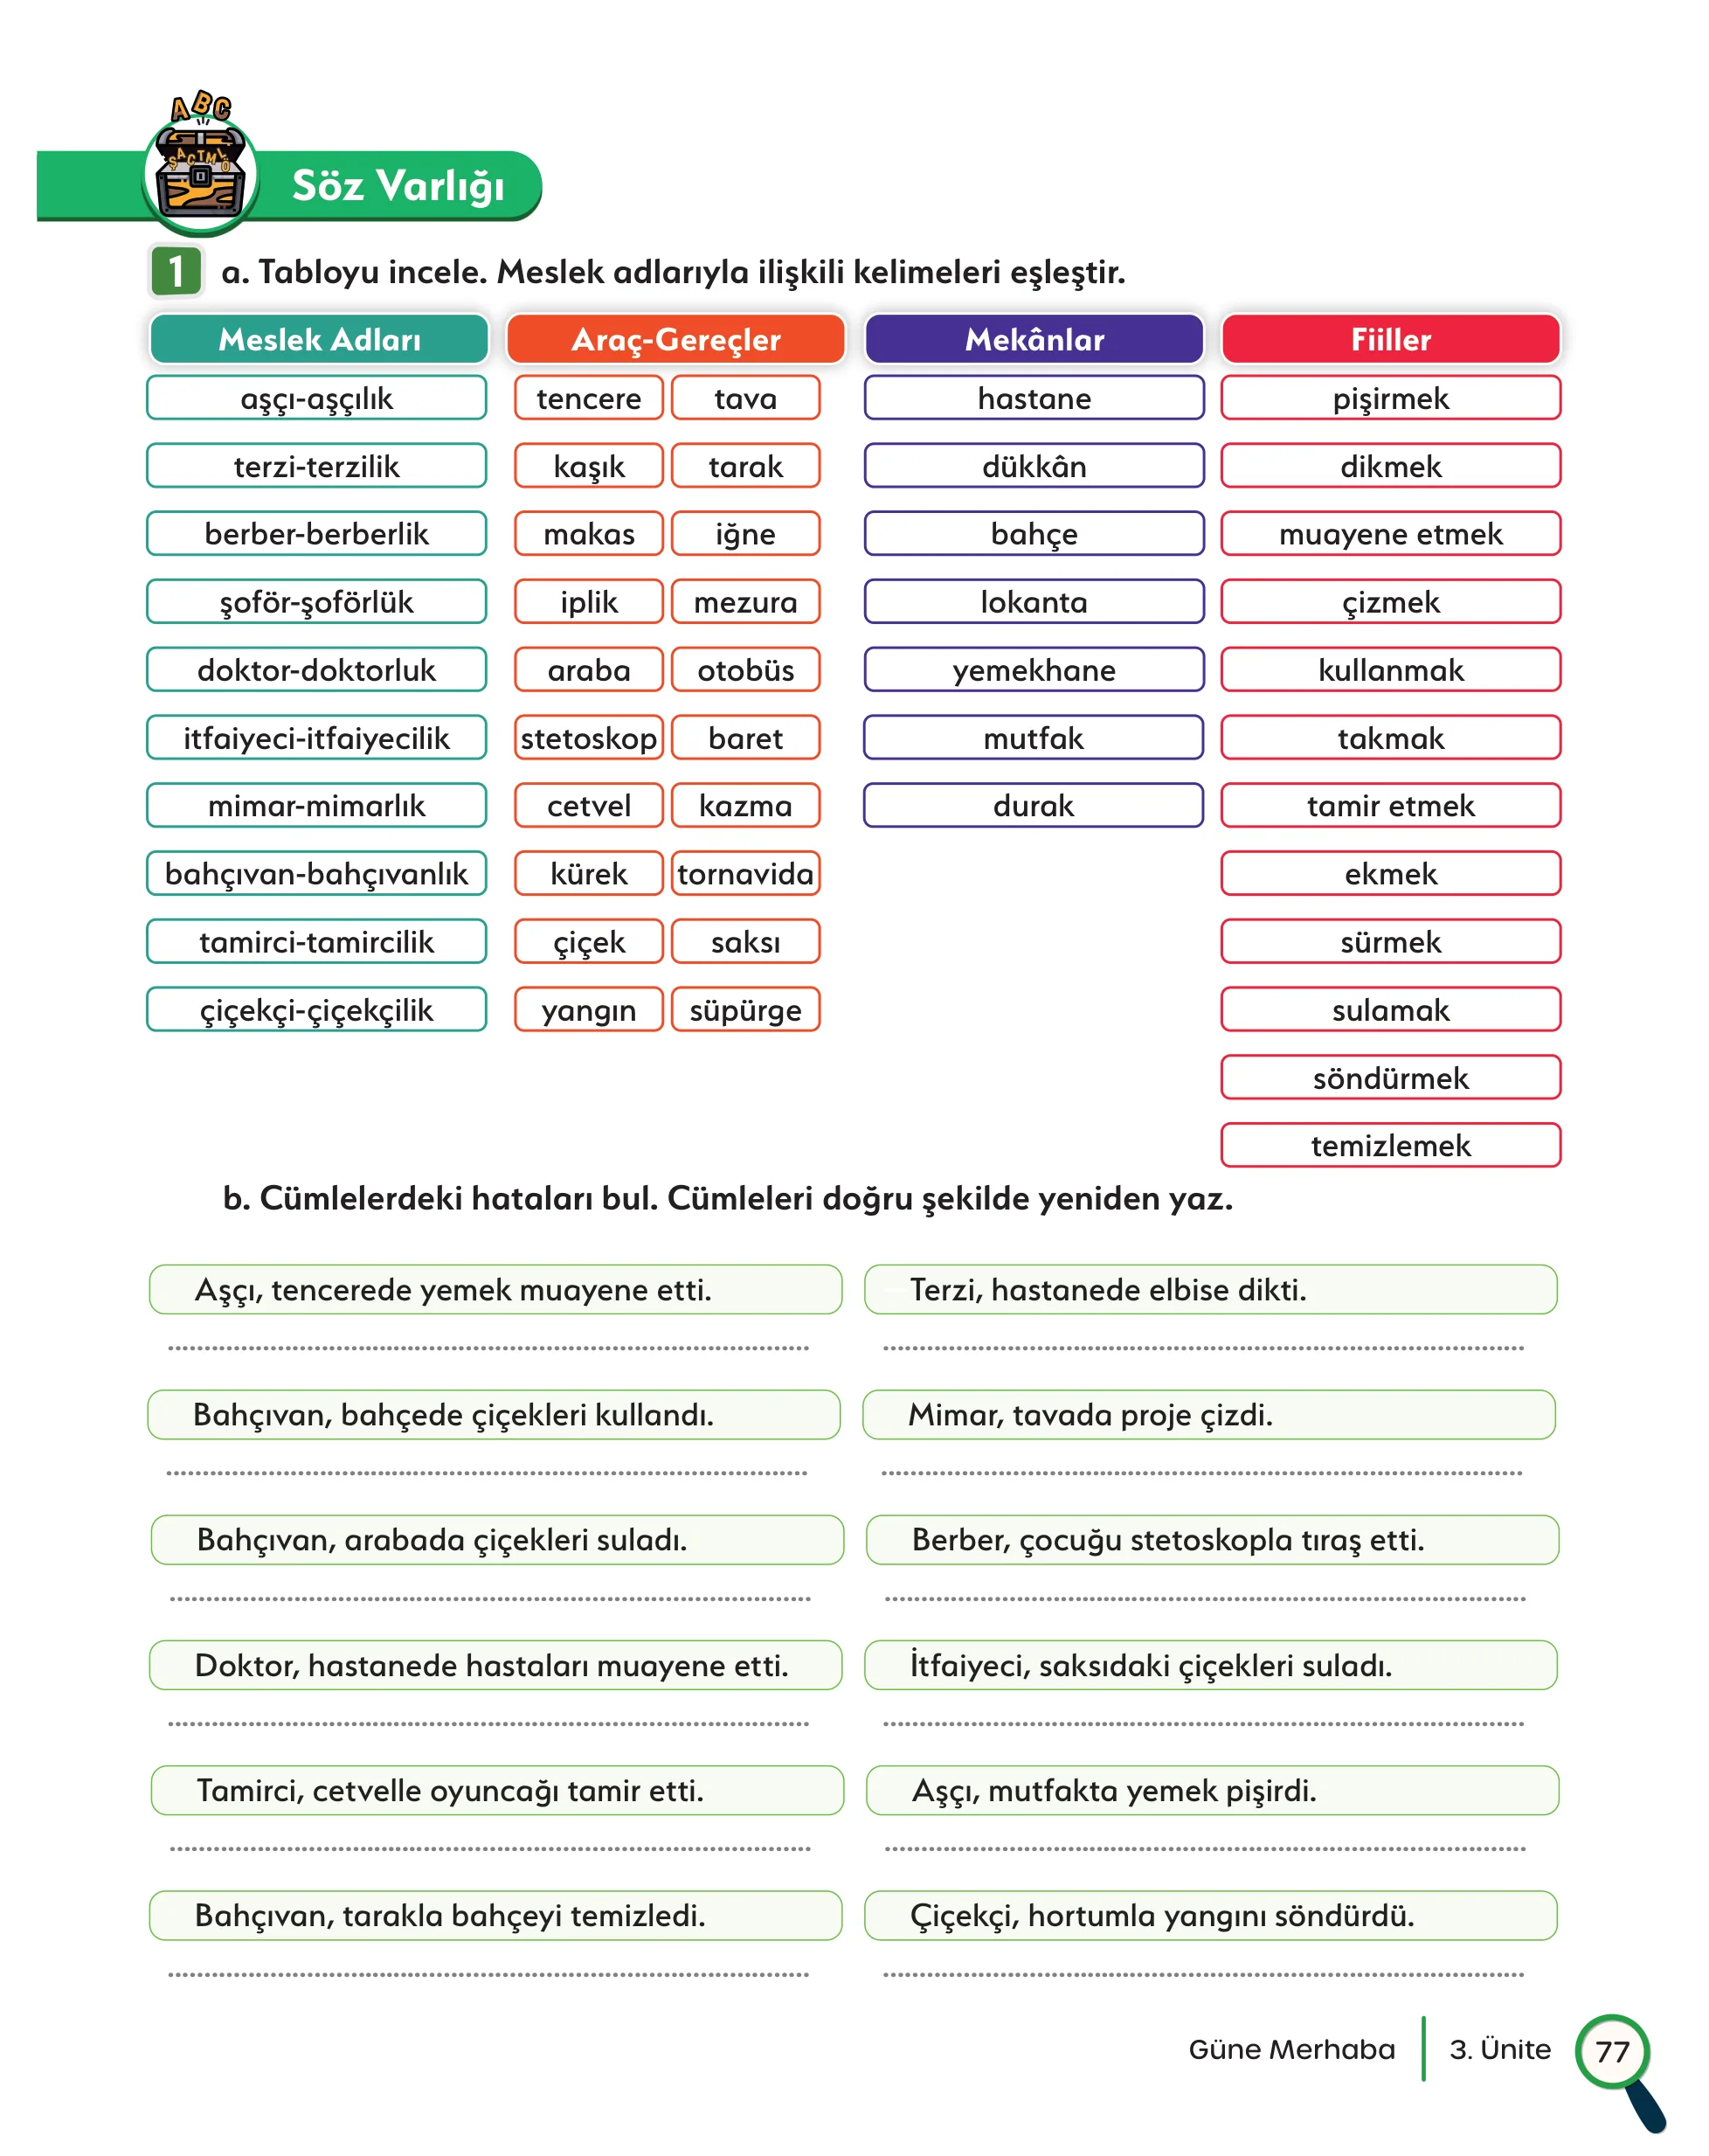 A B C
Söz Varlığı
1 a. Tabloyu incele. Meslek adlarıyla ilişkili kelimeleri eşleştir.
Meslek Adları Araç-Gereçler Mekânlar Fiiller
aşçı-aşçılık tencere tava hastane pişirmek
terzi-terzilik kaşık tarak dükkân dikmek
berber-berberlik makas iğne bahçe muayene etmek
şoför-şoförlük iplik mezura lokanta çizmek
doktor-doktorluk araba otobüs yemekhane kullanmak
itfaiyeci-itfaiyecilik stetoskop baret mutfak takmak
mimar-mimarlık cetvel kazma durak tamir etmek
bahçıvan-bahçıvanlık kürek tornavida ekmek
tamirci-tamircilik çiçek saksı sürmek
çiçekçi-çiçekçilik yangın süpürge sulamak
söndürmek
temizlemek
b. Cümlelerdeki hataları bul. Cümleleri doğru şekilde yeniden yaz.
Aşçı, tencerede yemek muayene etti. Terzi, hastanede elbise dikti.
Bahçıvan, bahçede çiçekleri kullandı. Mimar, tavada proje çizdi.
Bahçıvan, arabada çiçekleri suladı. Berber, çocuğu stetoskopla tıraş etti.
Doktor, hastanede hastaları muayene etti. İtfaiyeci, saksıdaki çiçekleri suladı.
Tamirci, cetvelle oyuncağı tamir etti. Aşçı, mutfakta yemek pişirdi.
Bahçıvan, tarakla bahçeyi temizledi. Çiçekçi, hortumla yangını söndürdü.
Güne Merhaba 3. Ünite 77